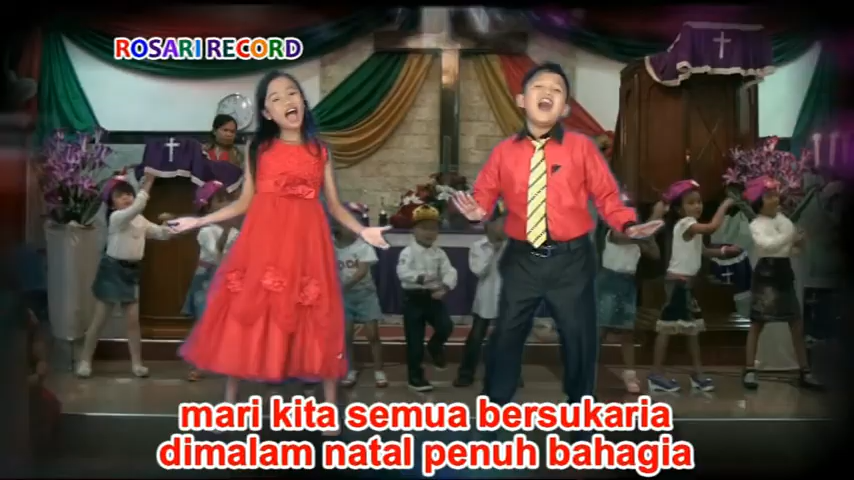 ROSARI RECORD
mari kita semua bersukaria
dimalam natal penuh bahagia